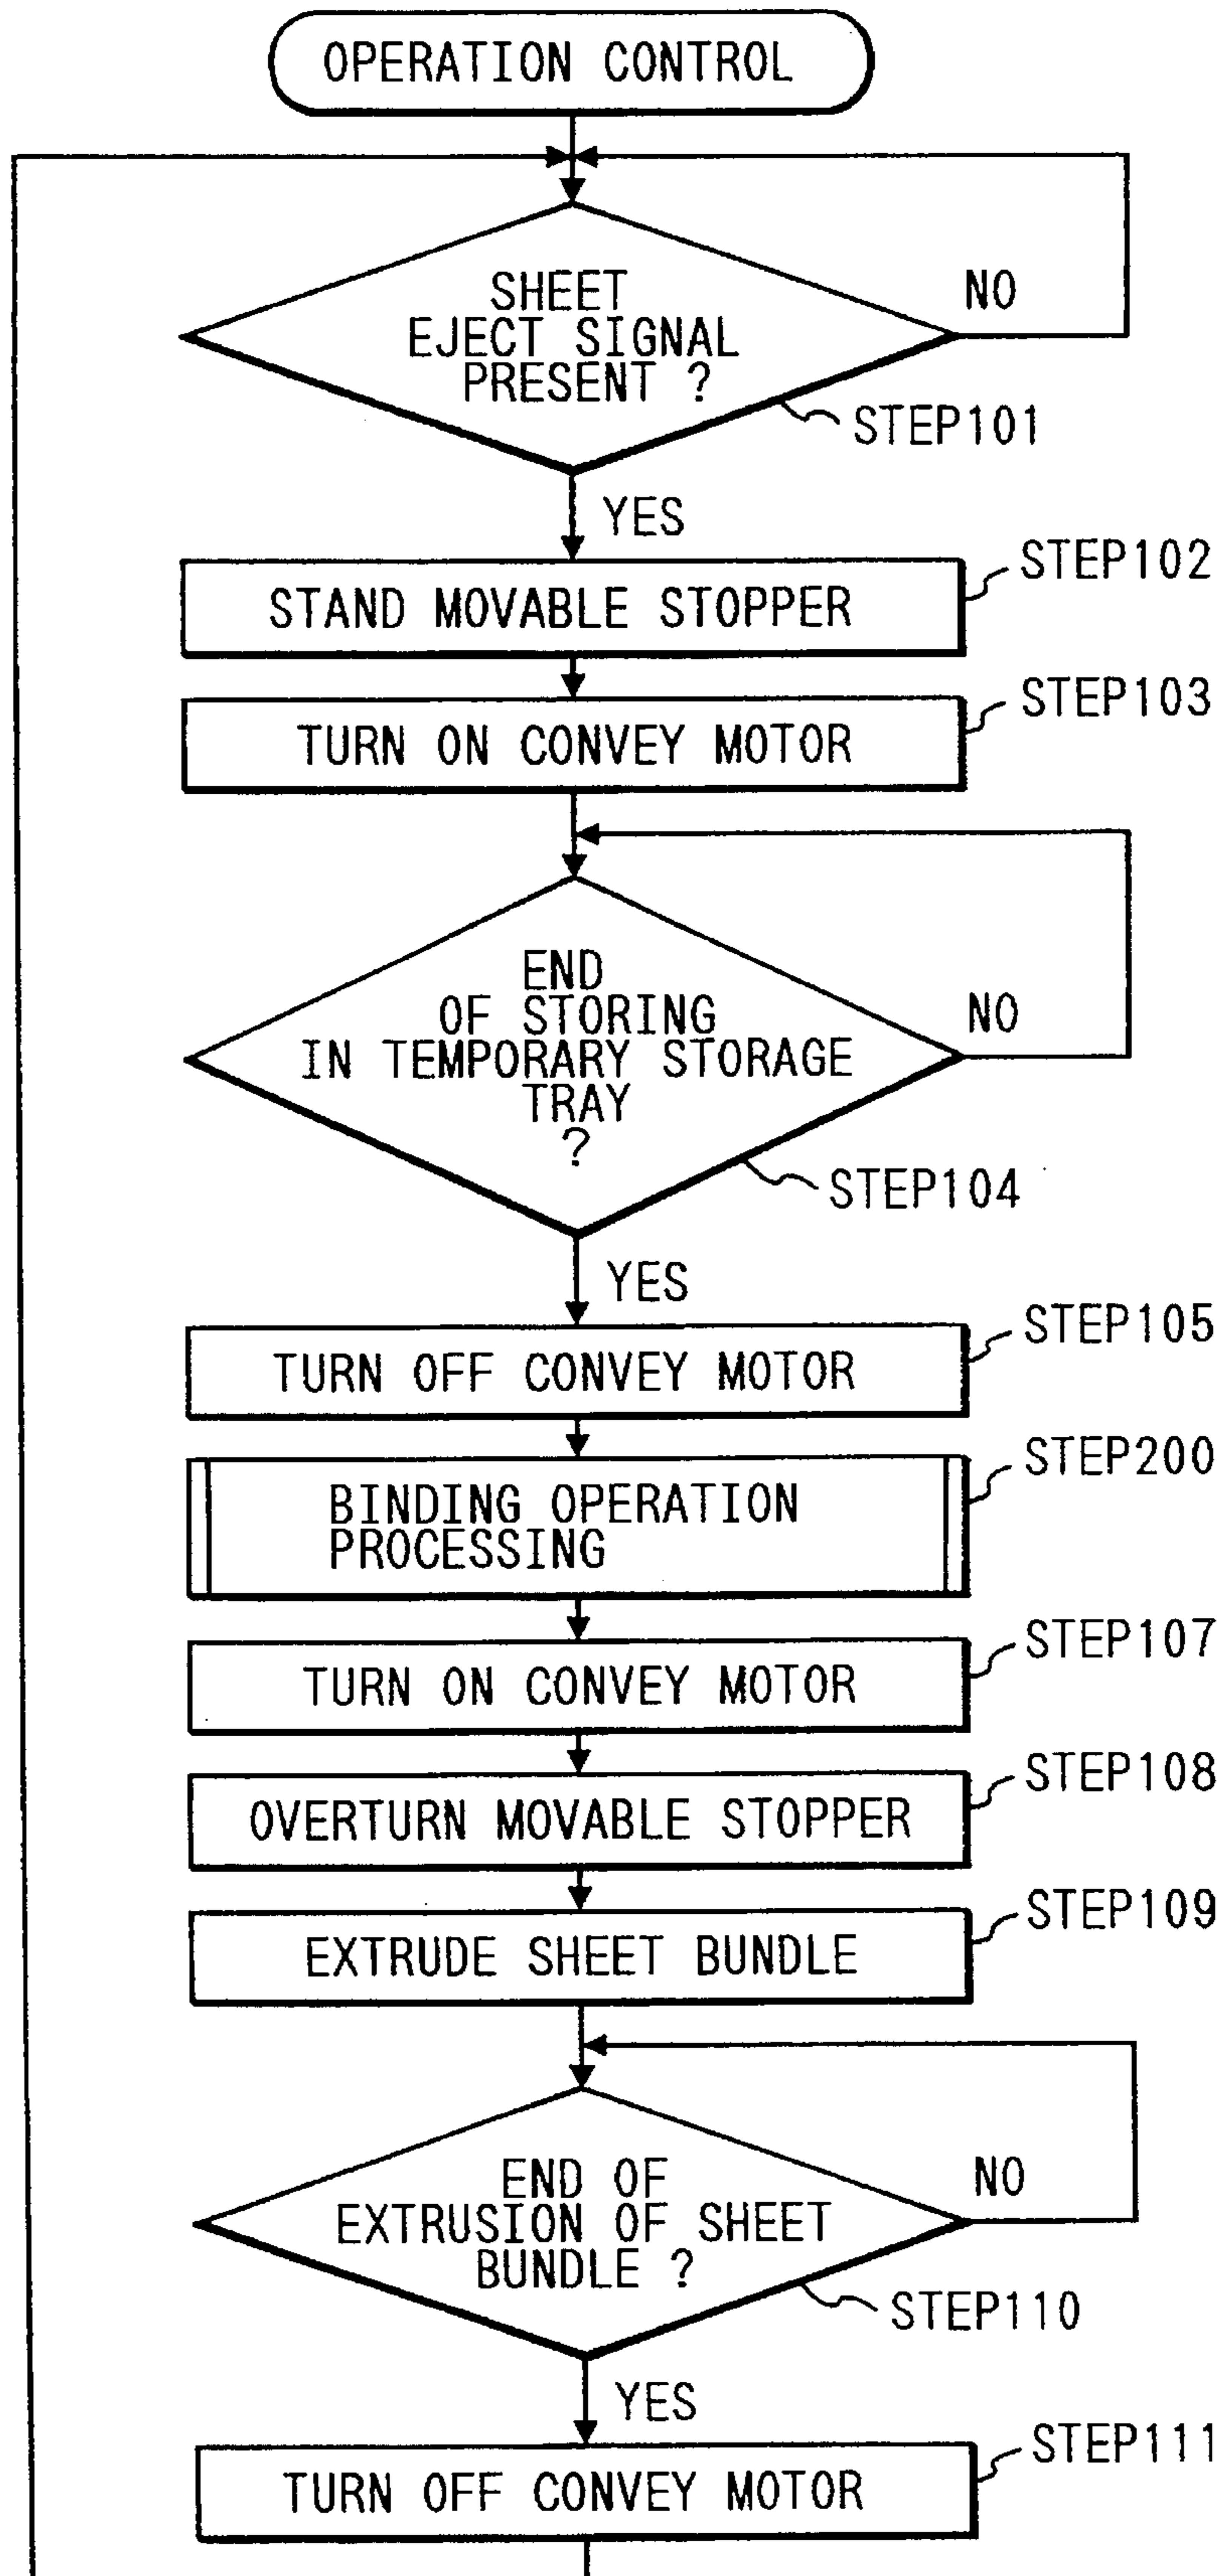 OPERATION CONTROL
SHEET
EJECT SIGNAL
PRESENT ?
NO
STEP101
YES
STAND MOVABLE STOPPER
STEP102
TURN ON CONVEY MOTOR
STEP103
END
OF STORING
IN TEMPORARY STORAGE
TRAY
?
NO
STEP104
YES
TURN OFF CONVEY MOTOR
STEP105
BINDING OPERATION
PROCESSING
STEP200
TURN ON CONVEY MOTOR
STEP107
OVERTURN MOVABLE STOPPER
STEP108
EXTRUDE SHEET BUNDLE
STEP109
END OF
EXTRUSION OF SHEET
BUNDLE ?
NO
STEP110
YES
TURN OFF CONVEY MOTOR
STEP111